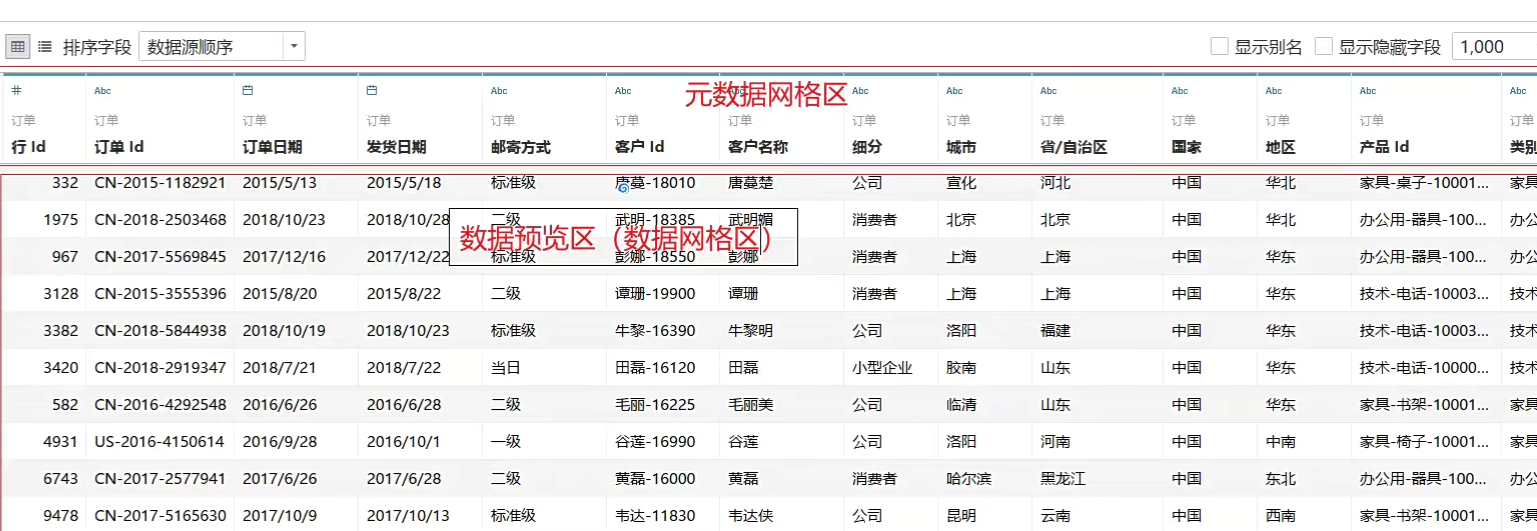 排序字段 数据源顺序 显示别名 显示隐藏字段 1,000
元数据网格区
# Abc Abc Abc Abc Abc Abc Abc Abc Abc Abc Abc
订单 订单 订单 订单 订单 订单 订单 订单 订单 订单 订单 订单 订单 订单
行 Id 订单 Id 订单日期 发货日期 邮寄方式 客户 Id 客户名称 细分 城市 省/自治区 国家 地区 产品 Id 类别
332 CN-2015-1182921 2015/5/13 2015/5/18 标准级 唐蔓-18010 唐蔓楚 公司 宣化 河北 中国 华北 家具-桌子-10001... 家具
1975 CN-2018-2503468 2018/10/23 2018/10/28 二级 武明-18385 武明媚 消费者 北京 北京 中国 华北 办公用-器具-100... 办公
数据预览区（数据网格区）
967 CN-2017-5569845 2017/12/16 2017/12/22 标准级 彭娜-18550 彭娜 消费者 上海 上海 中国 华东 办公用-器具-100... 办公
3128 CN-2015-3555396 2015/8/20 2015/8/22 二级 谭珊-19900 谭珊 消费者 上海 上海 中国 华东 技术-电话-10003... 技术
3382 CN-2018-5844938 2018/10/19 2018/10/23 标准级 牛黎-16390 牛黎明 公司 洛阳 福建 中国 华东 技术-电话-10003... 技术
3420 CN-2018-2919347 2018/7/21 2018/7/22 当日 田磊-16120 田磊 小型企业 胶南 山东 中国 华东 技术-电话-10000... 技术
582 CN-2016-4292548 2016/6/26 2016/6/28 二级 毛丽-16225 毛丽美 公司 临清 山东 中国 华东 家具-书架-10001... 家具
4931 US-2016-4150614 2016/9/28 2016/10/1 一级 谷莲-16990 谷莲 公司 洛阳 河南 中国 中南 家具-椅子-10001... 家具
6743 CN-2017-2577941 2017/6/26 2017/6/28 二级 黄磊-16000 黄磊 消费者 哈尔滨 黑龙江 中国 东北 办公用-器具-100... 办公
9478 CN-2017-5165630 2017/10/9 2017/10/13 标准级 韦达-11830 韦达侠 公司 昆明 云南 中国 西南 家具-书架-10001... 家具